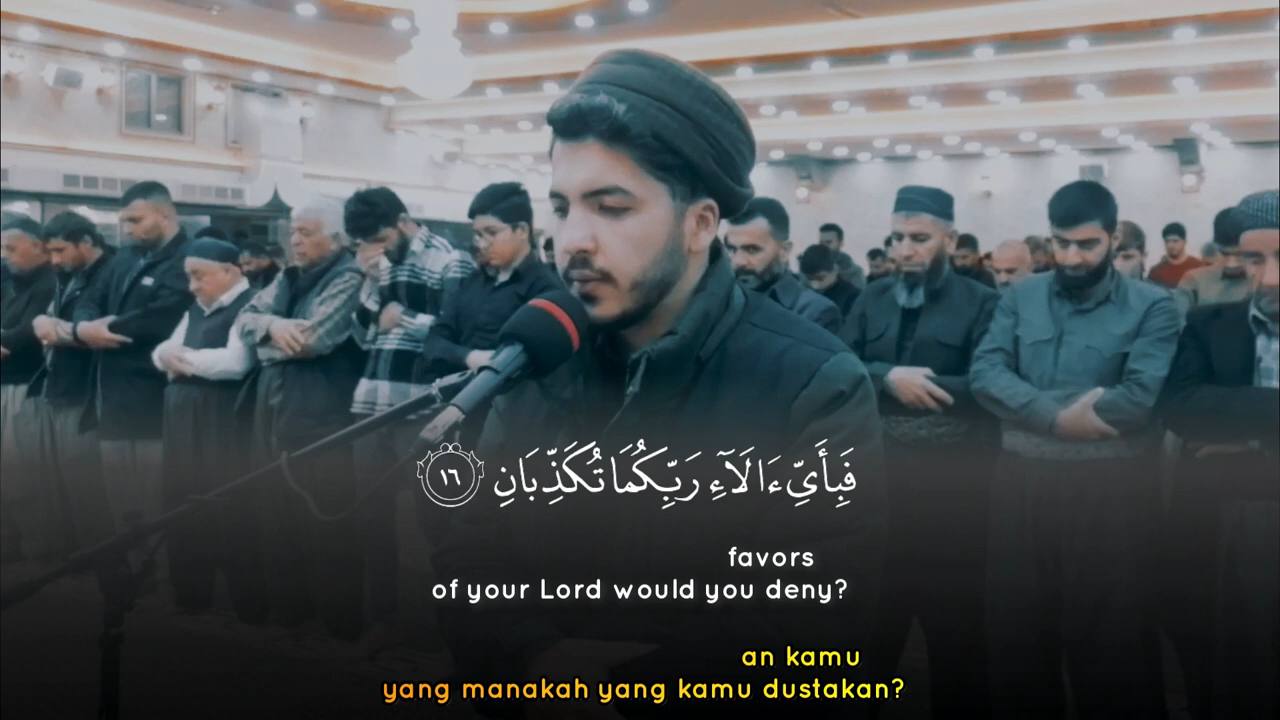 فَبِأَيِّ ءَالَآءِ رَبِّكُمَا تُكَذِّبَانِ ١٦
favors
of your Lord would you deny?
an kamu
yang manakah yang kamu dustakan?